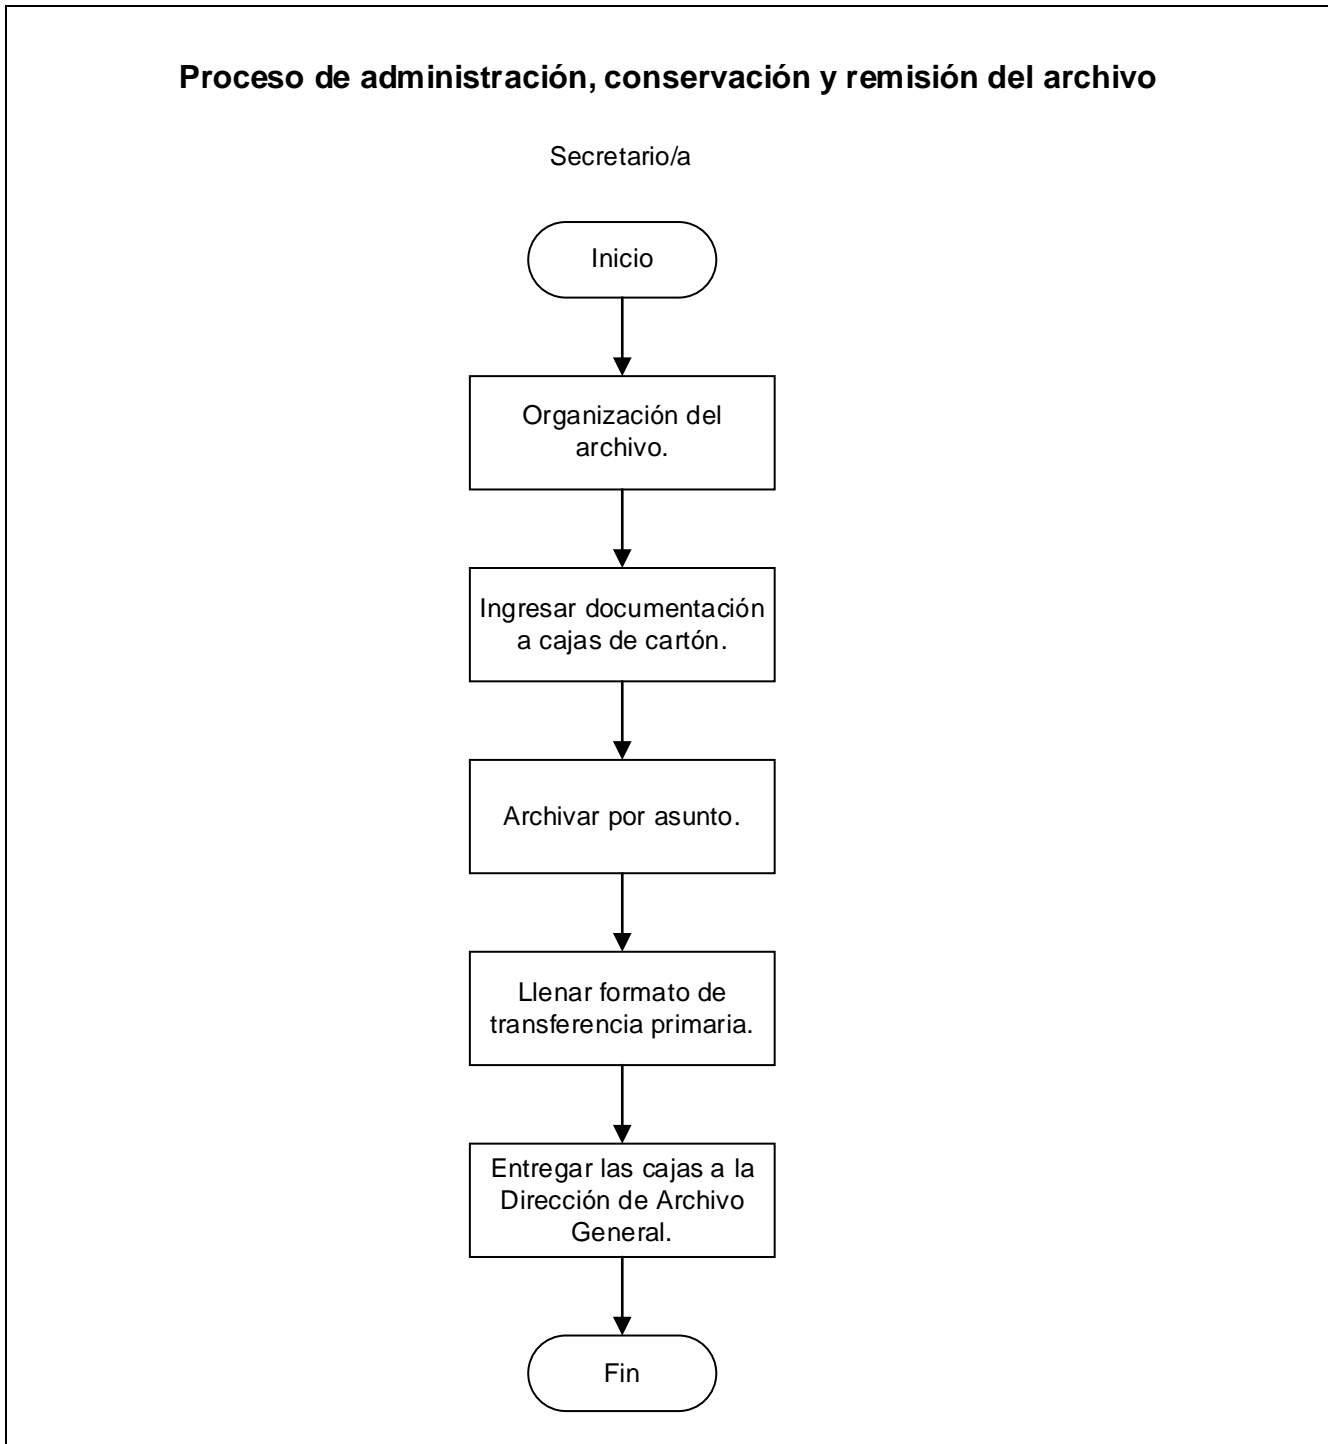 Proceso de administración, conservación y remisión del archivo
Secretario/a
Inicio
Organización del
archivo.
Ingresar documentación
a cajas de cartón.
Archivar por asunto.
Llenar formato de
transferencia primaria.
Entregar las cajas a la
Dirección de Archivo
General.
Fin